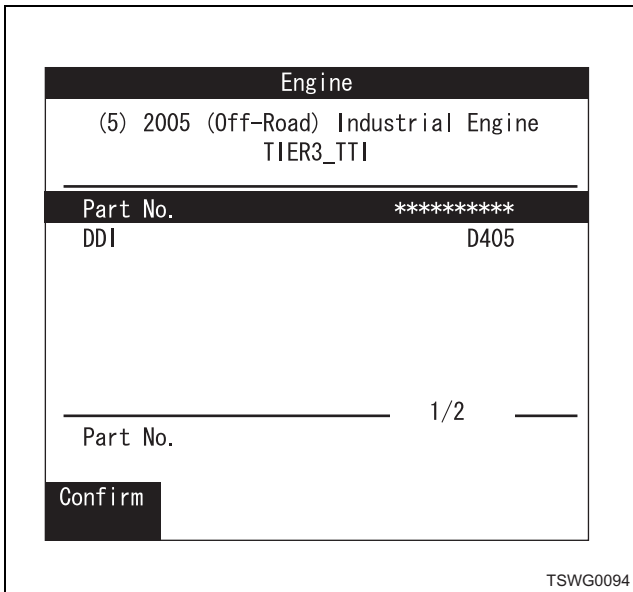 Engine
(5) 2005 (Off-Road) Industrial Engine
TIER3_TTI
Part No. **********
DDI D405
1/2
Part No.
Confirm
TSWG0094